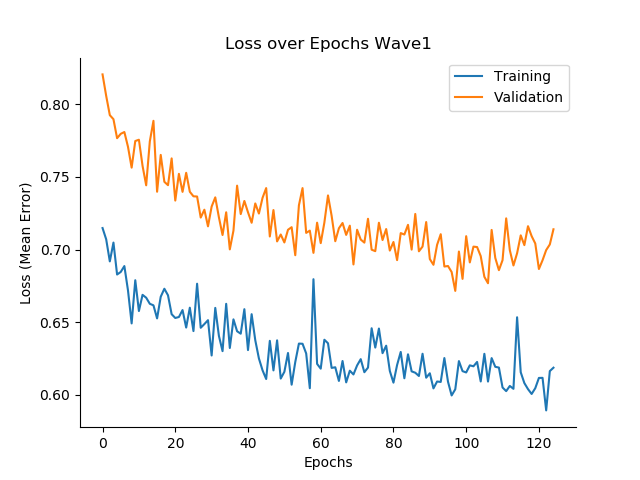 Loss over Epochs Wave1
Training
Validation
0.80
0.75
0.70
0.65
0.60
Loss (Mean Error)
0 20 40 60 80 100 120
Epochs